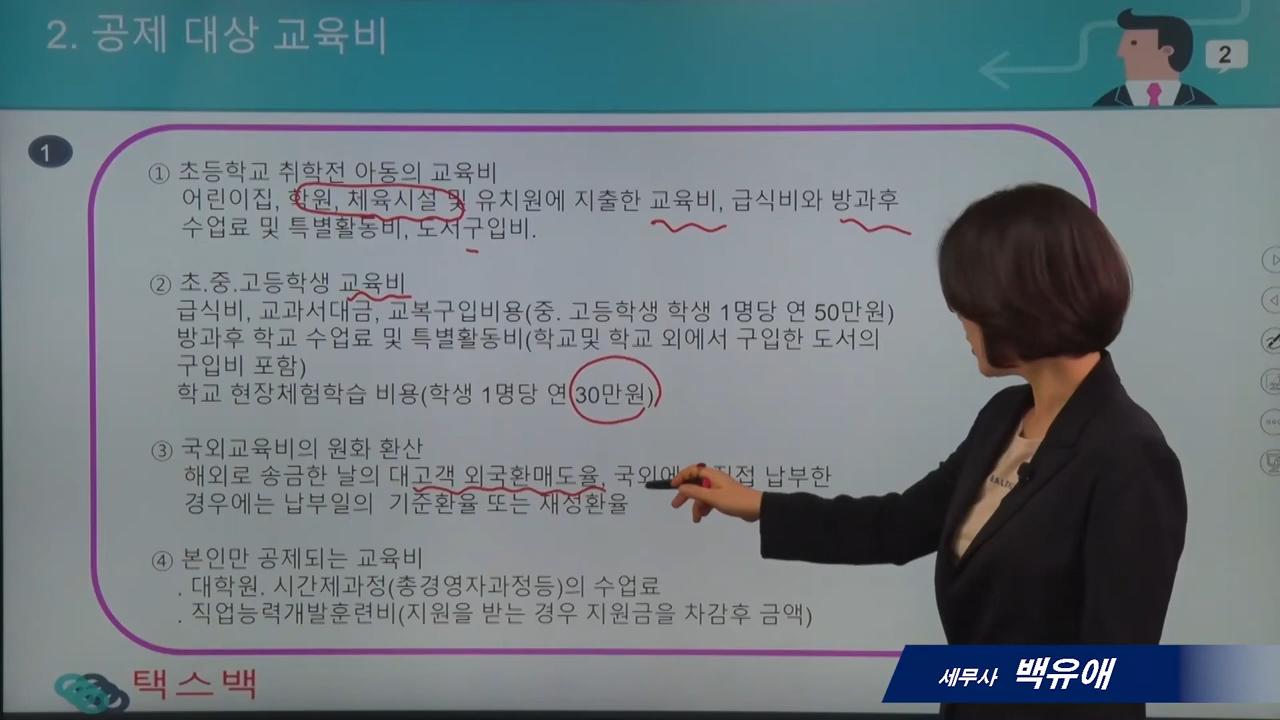 2. 공제 대상 교육비
2
1
① 초등학교 취학전 아동의 교육비
어린이집, 학원, 체육시설 및 유치원에 지출한 교육비, 급식비와 방과후
수업료 및 특별활동비, 도서구입비.
② 초.중.고등학생 교육비
급식비, 교과서대금, 교복구입비용(중. 고등학생 학생 1명당 연 50만원)
방과후 학교 수업료 및 특별활동비(학교및 학교 외에서 구입한 도서의
구입비 포함)
학교 현장체험학습 비용(학생 1명당 연 30만원)
③ 국외교육비의 원화 환산
해외로 송금한 날의 대고객 외국환매도율, 국외에 직접 납부한
경우에는 납부일의 기준환율 또는 재정환율
④ 본인만 공제되는 교육비
. 대학원. 시간제과정(총경영자과정등)의 수업료
. 직업능력개발훈련비(지원을 받는 경우 지원금을 차감후 금액)
택스백
세무사 백유애